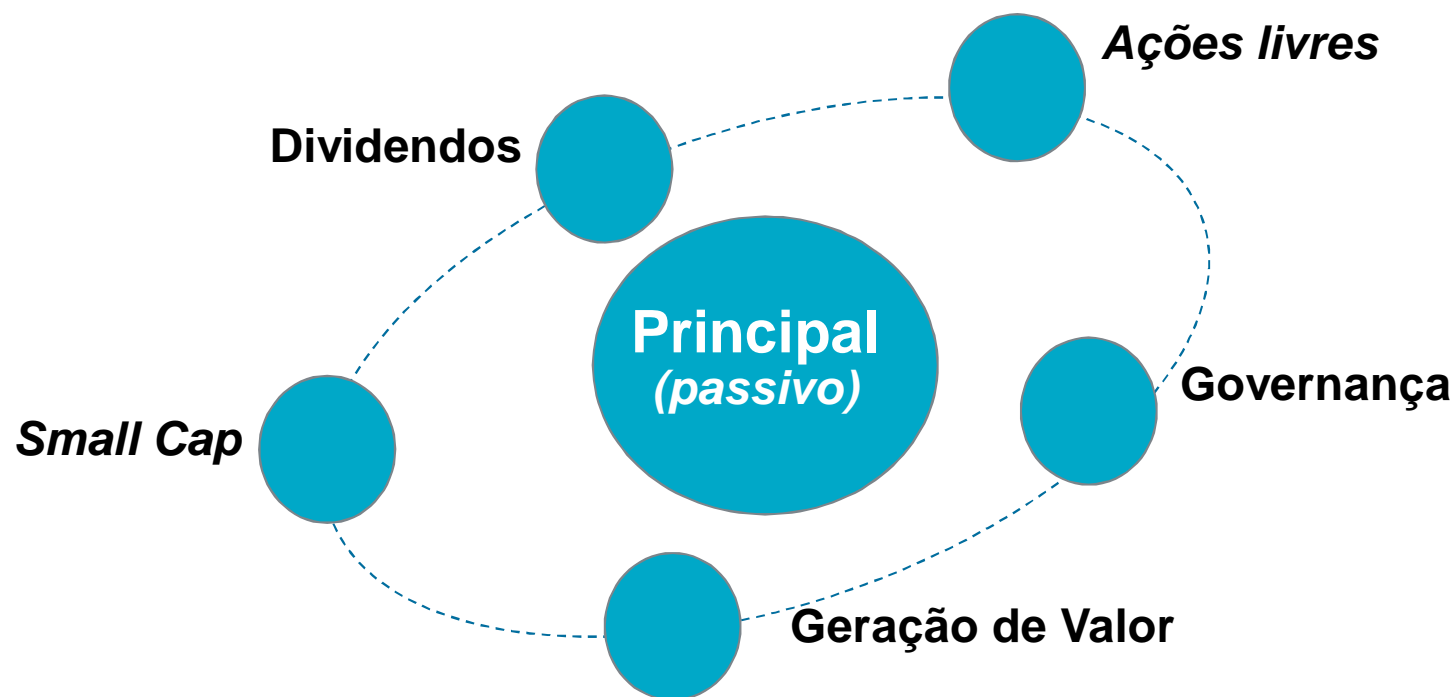 Ações livres
Dividendos
Principal
(passivo)
Governança
Small Cap
Geração de Valor